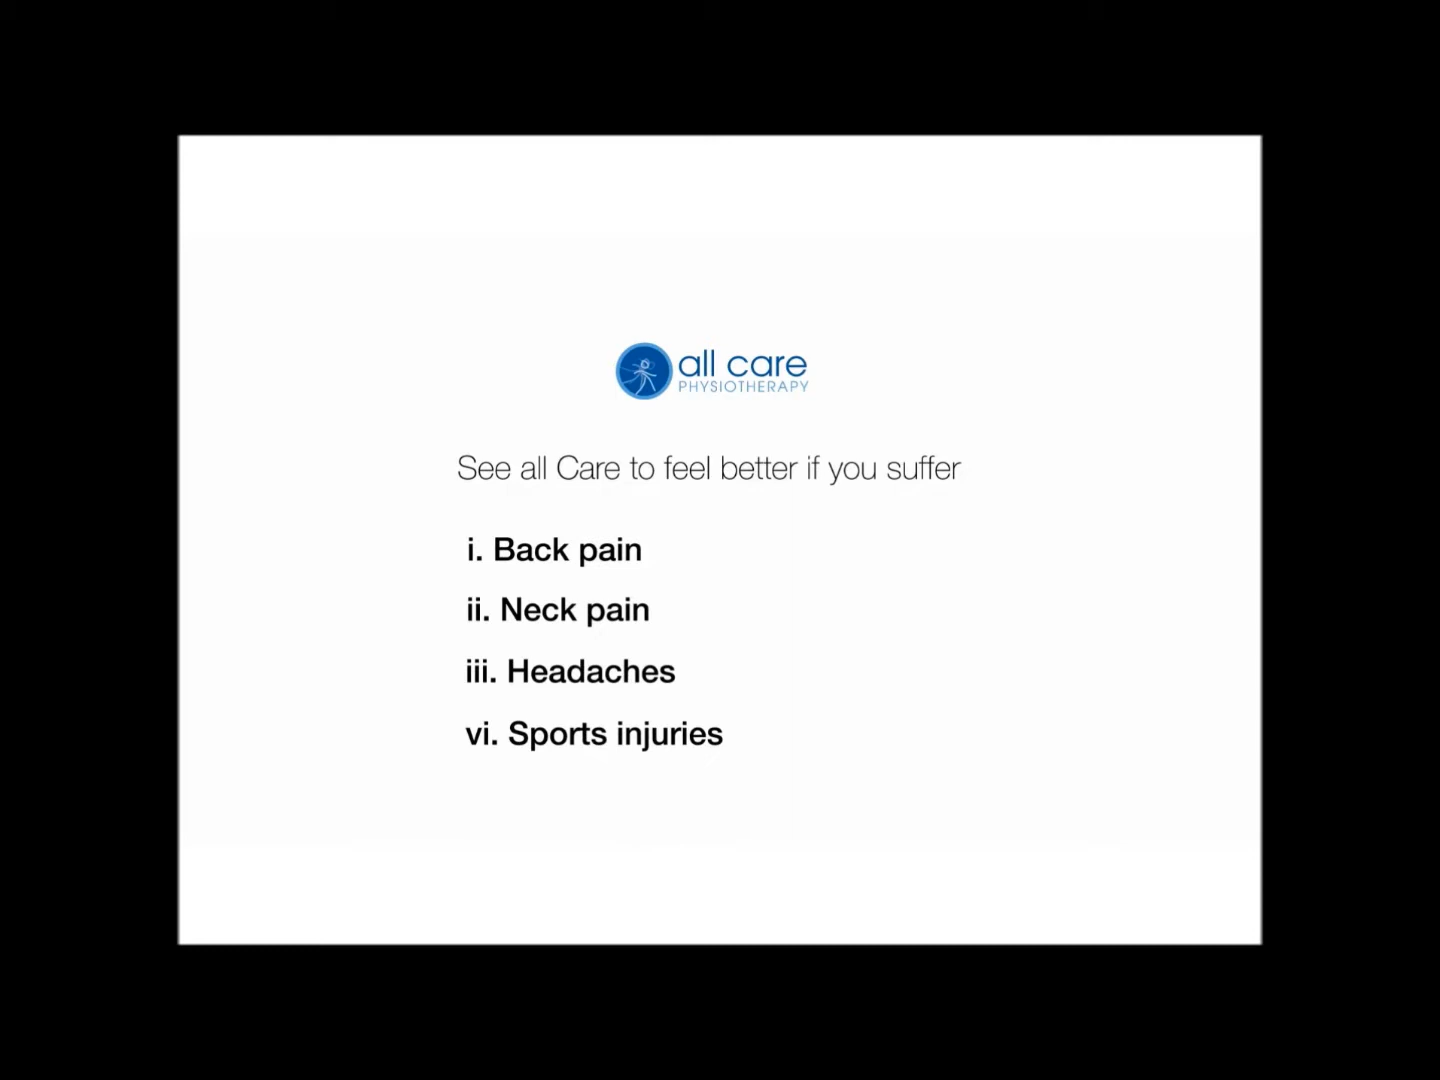 all care
PHYSIOTHERAPY
See all Care to feel better if you suffer
i. Back pain
ii. Neck pain
iii. Headaches
vi. Sports injuries